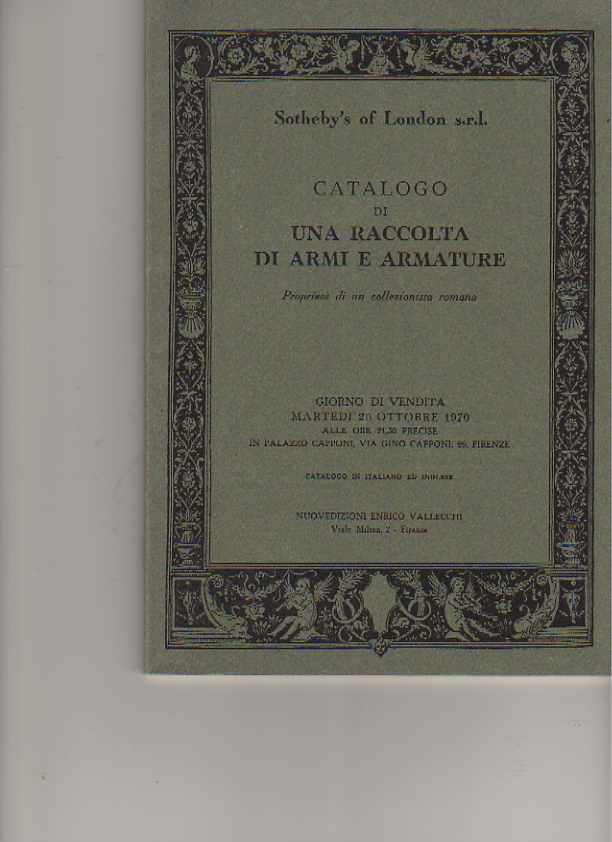 Sotheby's of London s.r.l.
CATALOGO
DI
UNA RACCOLTA
DI ARMI E ARMATURE
Proprietà di un collezionista romano
GIORNO DI VENDITA
MARTEDI 20 OTTOBRE 1970
ALLE ORE 21,30 PRECISE
IN PALAZZO CAPPONI, VIA GINO CAPPONI, FIRENZE
CATALOGO IN ITALIANO ED INGLESE
NUOVEDIZIONI ENRICO VALLECCHI
Viale Milton, 7 - Firenze